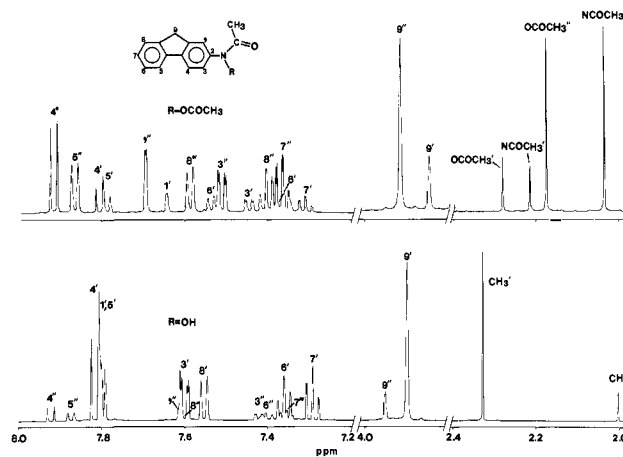 9" OCOCH₃" NCOCH₃
9 CH₃
8 1
7 2 C=O
N
6 5 4 3 R
4" R=OCOCH₃
5" 1" 8" 3" 8" 7" 9' OCOCH₃' NCOCH₃'
4' 5' 1' 6' 3' 6' 7'
4' 9' CH₃'
1',5' R=OH
3' 8' 6' 7'
4" 5" 1" 8" 3" 6" 7" 9" CH
8.0 7.8 7.6 7.4 7.2 4.0 2.4 2.2 2.0
ppm